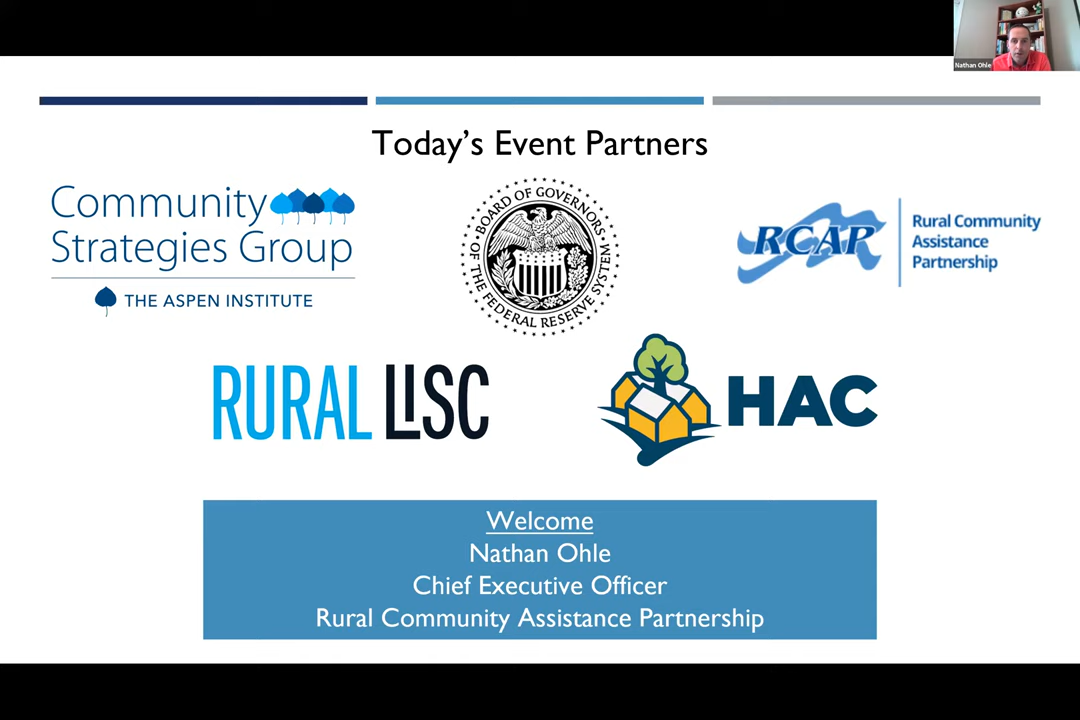 Nathan Ohle
Today's Event Partners
Community
Strategies Group
THE ASPEN INSTITUTE
BOARD OF GOVERNORS
OF THE FEDERAL RESERVE SYSTEM
RCAP
Rural Community
Assistance
Partnership
RURAL LISC
HAC
Welcome
Nathan Ohle
Chief Executive Officer
Rural Community Assistance Partnership